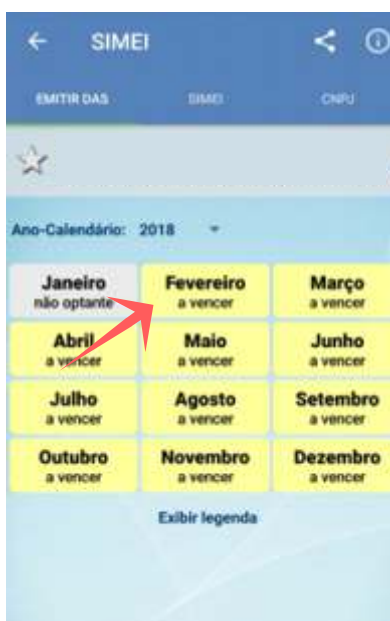 SIMEI
EMITIR DAS SIMEI CNPJ
Ano-Calendário: 2018
Janeiro Fevereiro Março
não optante a vencer a vencer
Abril Maio Junho
a vencer a vencer a vencer
Julho Agosto Setembro
a vencer a vencer a vencer
Outubro Novembro Dezembro
a vencer a vencer a vencer
Exibir legenda